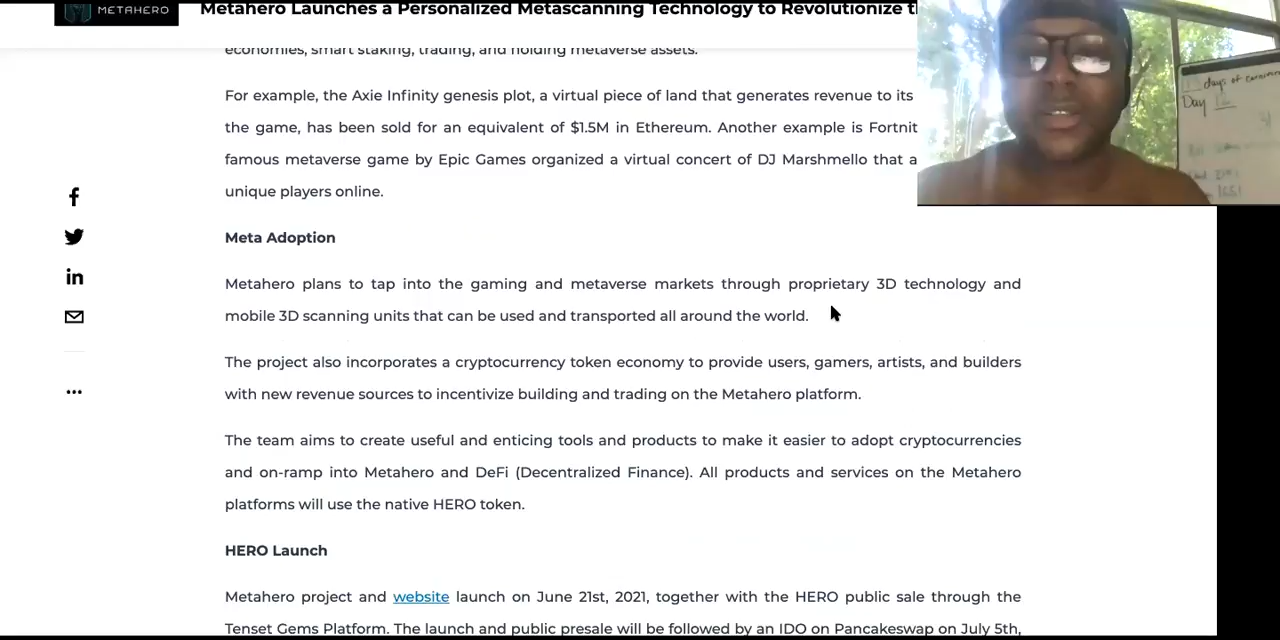 METAHERO
Metahero Launches a Personalized Metascanning Technology to Revolutionize t
economies, smart staking, trading, and holding metaverse assets.
For example, the Axie Infinity genesis plot, a virtual piece of land that generates revenue to its
the game, has been sold for an equivalent of $1.5M in Ethereum. Another example is Fortnit
famous metaverse game by Epic Games organized a virtual concert of DJ Marshmello that a
unique players online.
days of
Day
Meta Adoption
Metahero plans to tap into the gaming and metaverse markets through proprietary 3D technology and
mobile 3D scanning units that can be used and transported all around the world.
The project also incorporates a cryptocurrency token economy to provide users, gamers, artists, and builders
with new revenue sources to incentivize building and trading on the Metahero platform.
The team aims to create useful and enticing tools and products to make it easier to adopt cryptocurrencies
and on-ramp into Metahero and DeFi (Decentralized Finance). All products and services on the Metahero
platforms will use the native HERO token.
HERO Launch
Metahero project and website launch on June 21st, 2021, together with the HERO public sale through the
Tenset Gems Platform. The launch and public presale will be followed by an IDO on Pancakeswap on July 5th,